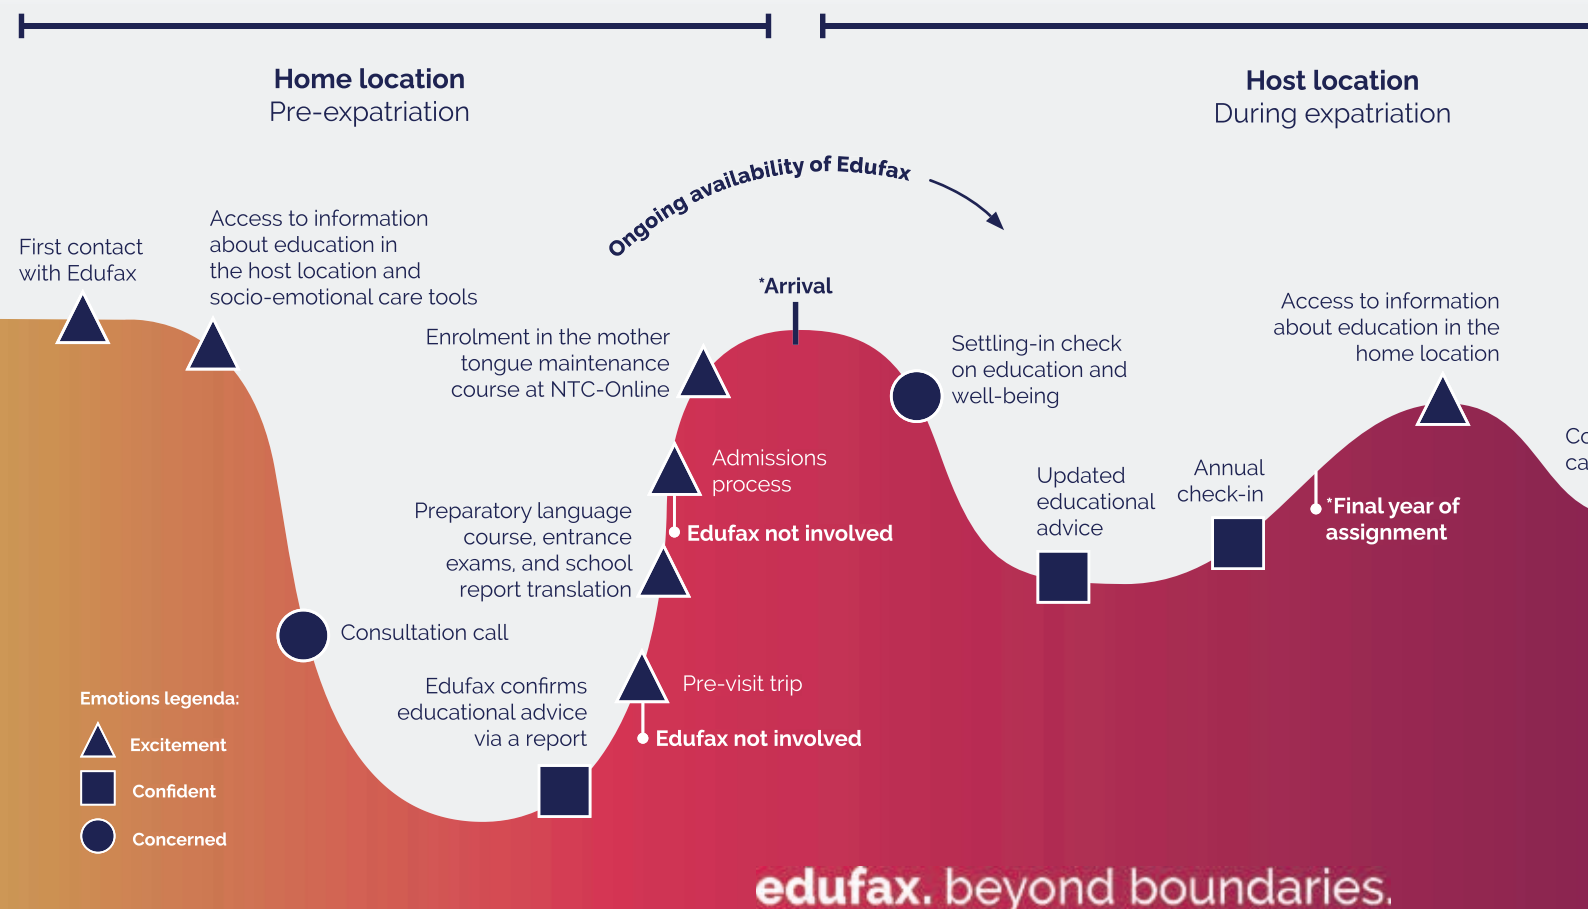 Home location
Pre-expatriation
Host location
During expatriation
Ongoing availability of Edufax
First contact
with Edufax
Access to information
about education in
the host location and
socio-emotional care tools
*Arrival
Enrolment in the mother
tongue maintenance
course at NTC-Online
Settling-in check
on education and
well-being
Access to information
about education in the
home location
Admissions
process
Edufax not involved
Preparatory language
course, entrance
exams, and school
report translation
Updated
educational
advice
Annual
check-in
*Final year of
assignment
Consultation call
Edufax confirms
educational advice
via a report
Pre-visit trip
Edufax not involved
Emotions legenda:
Excitement
Confident
Concerned
edufax. beyond boundaries.